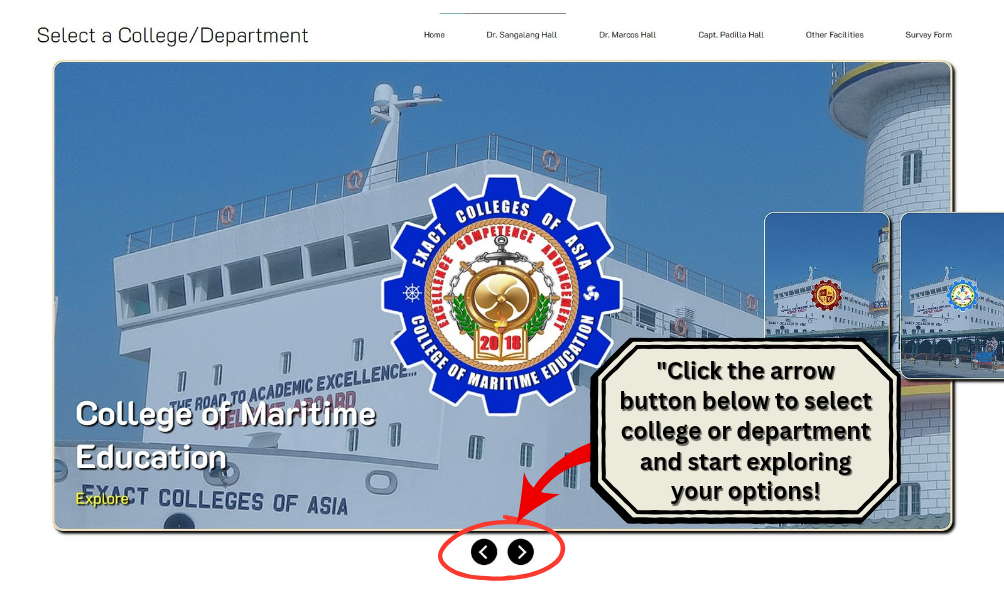 Select a College/Department
Home
Dr. Sangalang Hall
Dr. Marcos Hall
Capt. Padilla Hall
Other Facilities
Survey Form
EXACT COLLEGES OF ASIA
EXCELLENCE COMPETENCE ADVANCEMENT
2018
COLLEGE OF MARITIME EDUCATION
THE ROAD TO ACADEMIC EXCELLENCE...
WELCOME ABOARD
College of Maritime
Education
EXACT COLLEGES OF ASIA
Explore
"Click the arrow
button below to select
college or department
and start exploring
your options!